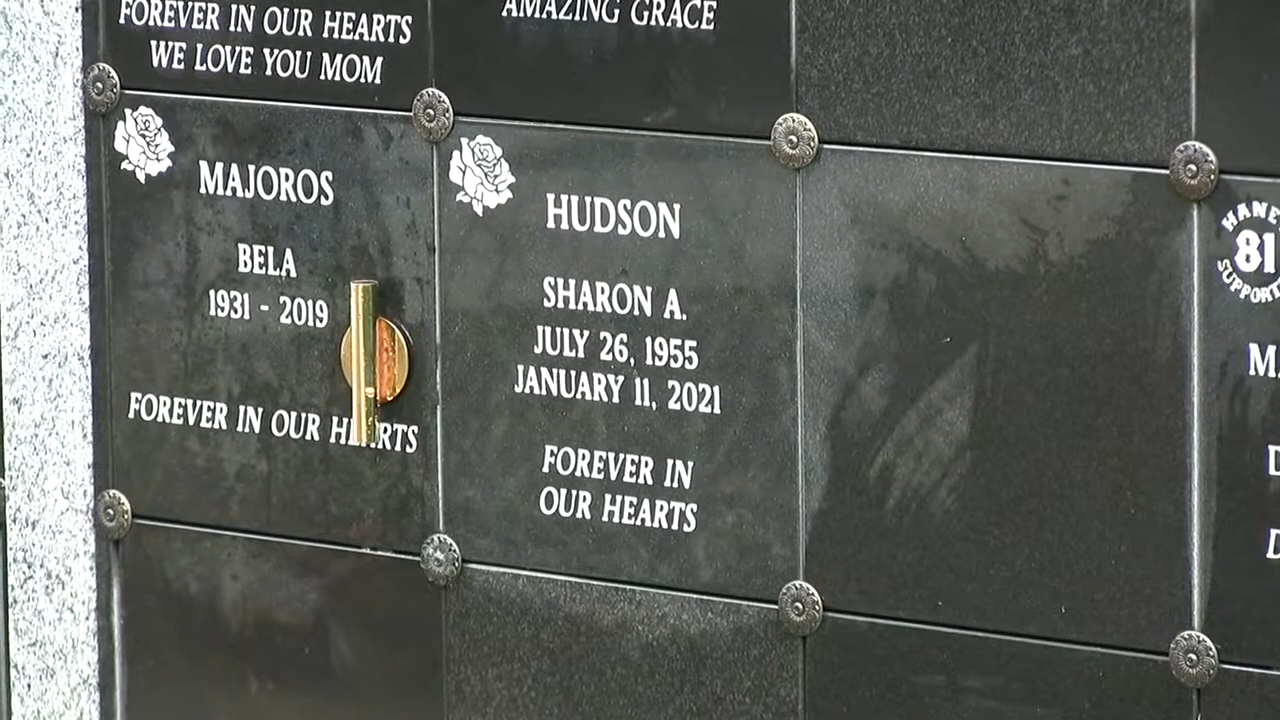 FOREVER IN OUR HEARTS
WE LOVE YOU MOM
AMAZING GRACE
MAJOROS
BELA
1931 - 2019
FOREVER IN OUR HEARTS
HUDSON
SHARON A.
JULY 26, 1955
JANUARY 11, 2021
FOREVER IN
OUR HEARTS
81